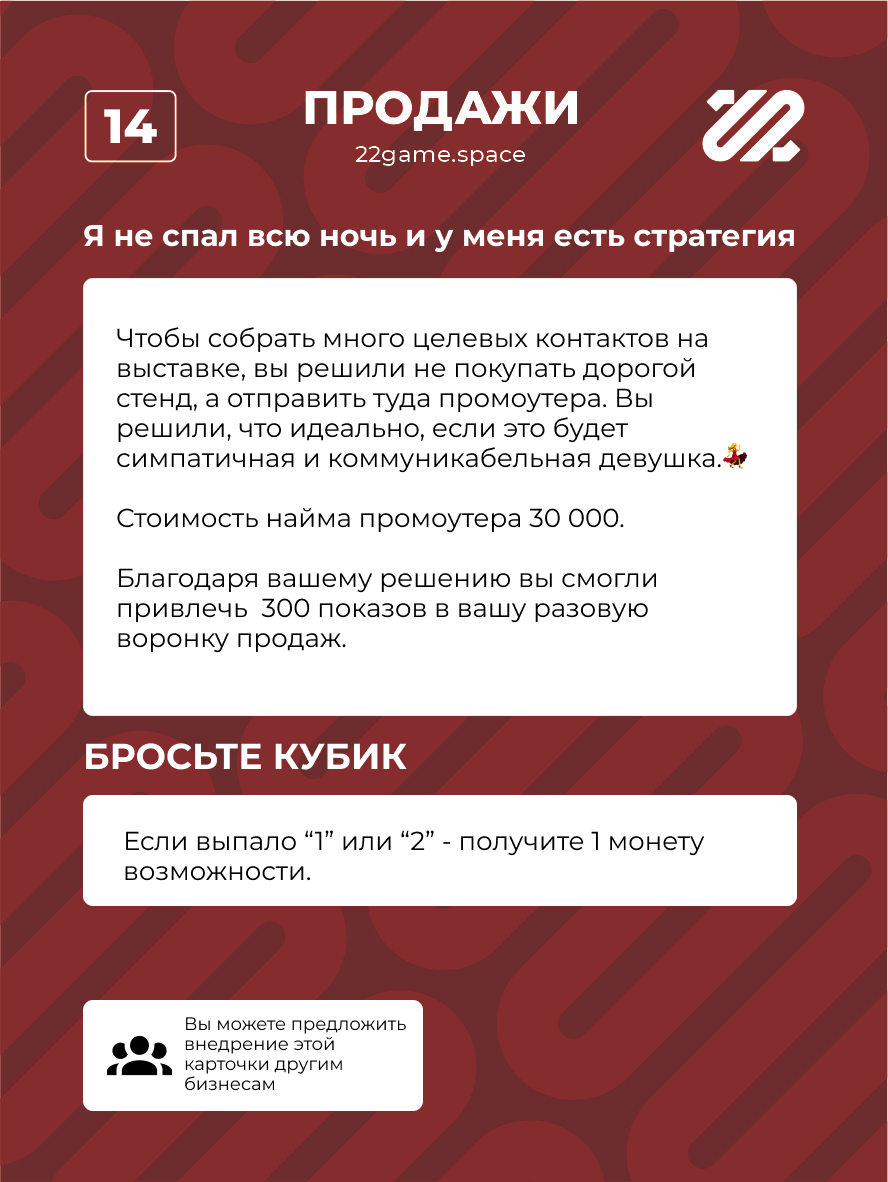 14
ПРОДАЖИ
22game.space
Я не спал всю ночь и у меня есть стратегия
Чтобы собрать много целевых контактов на
выставке, вы решили не покупать дорогой
стенд, а отправить туда промоутера. Вы
решили, что идеально, если это будет
симпатичная и коммуникабельная девушка.💃
Стоимость найма промоутера 30 000.
Благодаря вашему решению вы смогли
привлечь  300 показов в вашу разовую
воронку продаж.
БРОСЬТЕ КУБИК
Если выпало “1” или “2” - получите 1 монету
возможности.
Вы можете предложить
внедрение этой
карточки другим
бизнесам